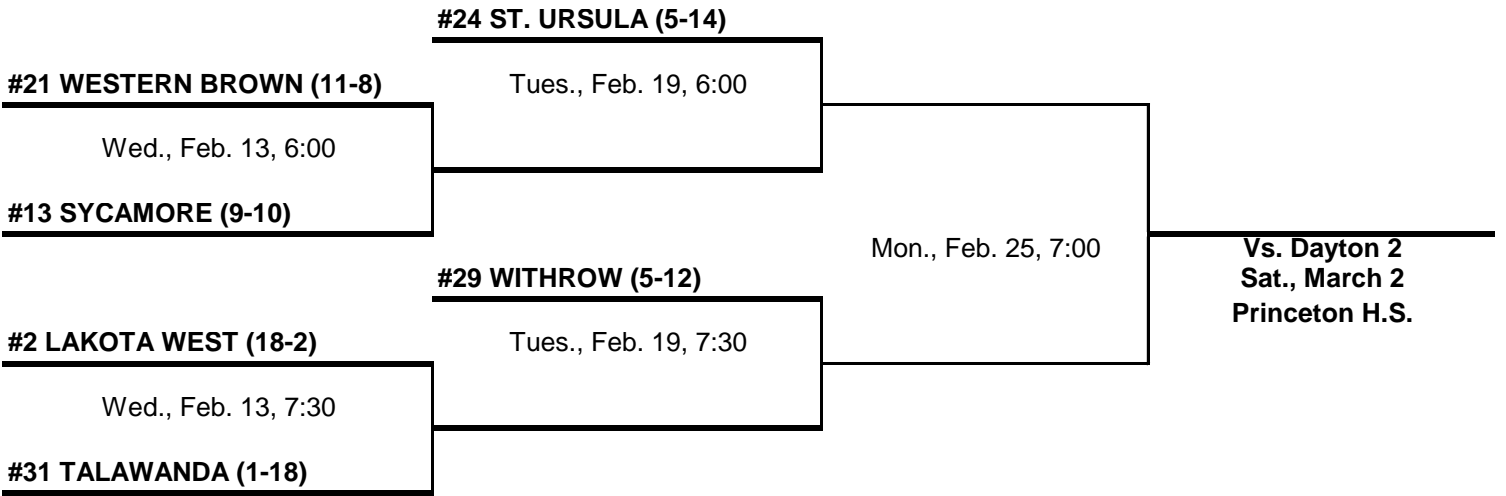 #24 ST. URSULA (5-14)
#21 WESTERN BROWN (11-8)
Tues., Feb. 19, 6:00
Wed., Feb. 13, 6:00
#13 SYCAMORE (9-10)
Mon., Feb. 25, 7:00
Vs. Dayton 2
Sat., March 2
Princeton H.S.
#29 WITHROW (5-12)
#2 LAKOTA WEST (18-2)
Tues., Feb. 19, 7:30
Wed., Feb. 13, 7:30
#31 TALAWANDA (1-18)